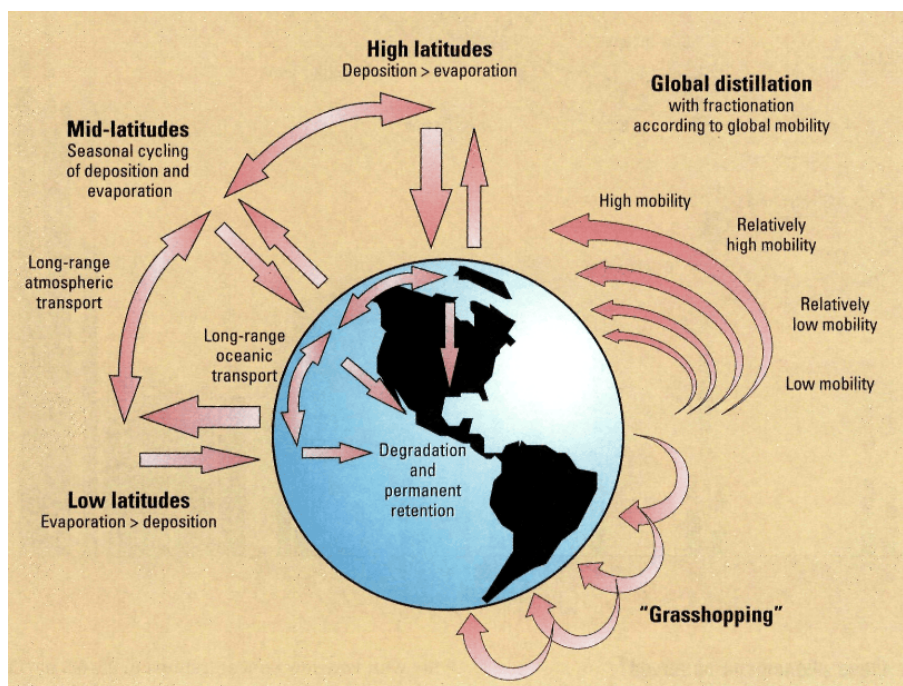 High latitudes
Deposition > evaporation
Global distillation
with fractionation
according to global mobility
Mid-latitudes
Seasonal cycling
of deposition and
evaporation
High mobility
Relatively
high mobility
Long-range
atmospheric
transport
Long-range
oceanic
transport
Relatively
low mobility
Low mobility
Degradation
and
permanent
retention
Low latitudes
Evaporation > deposition
“Grasshopping”